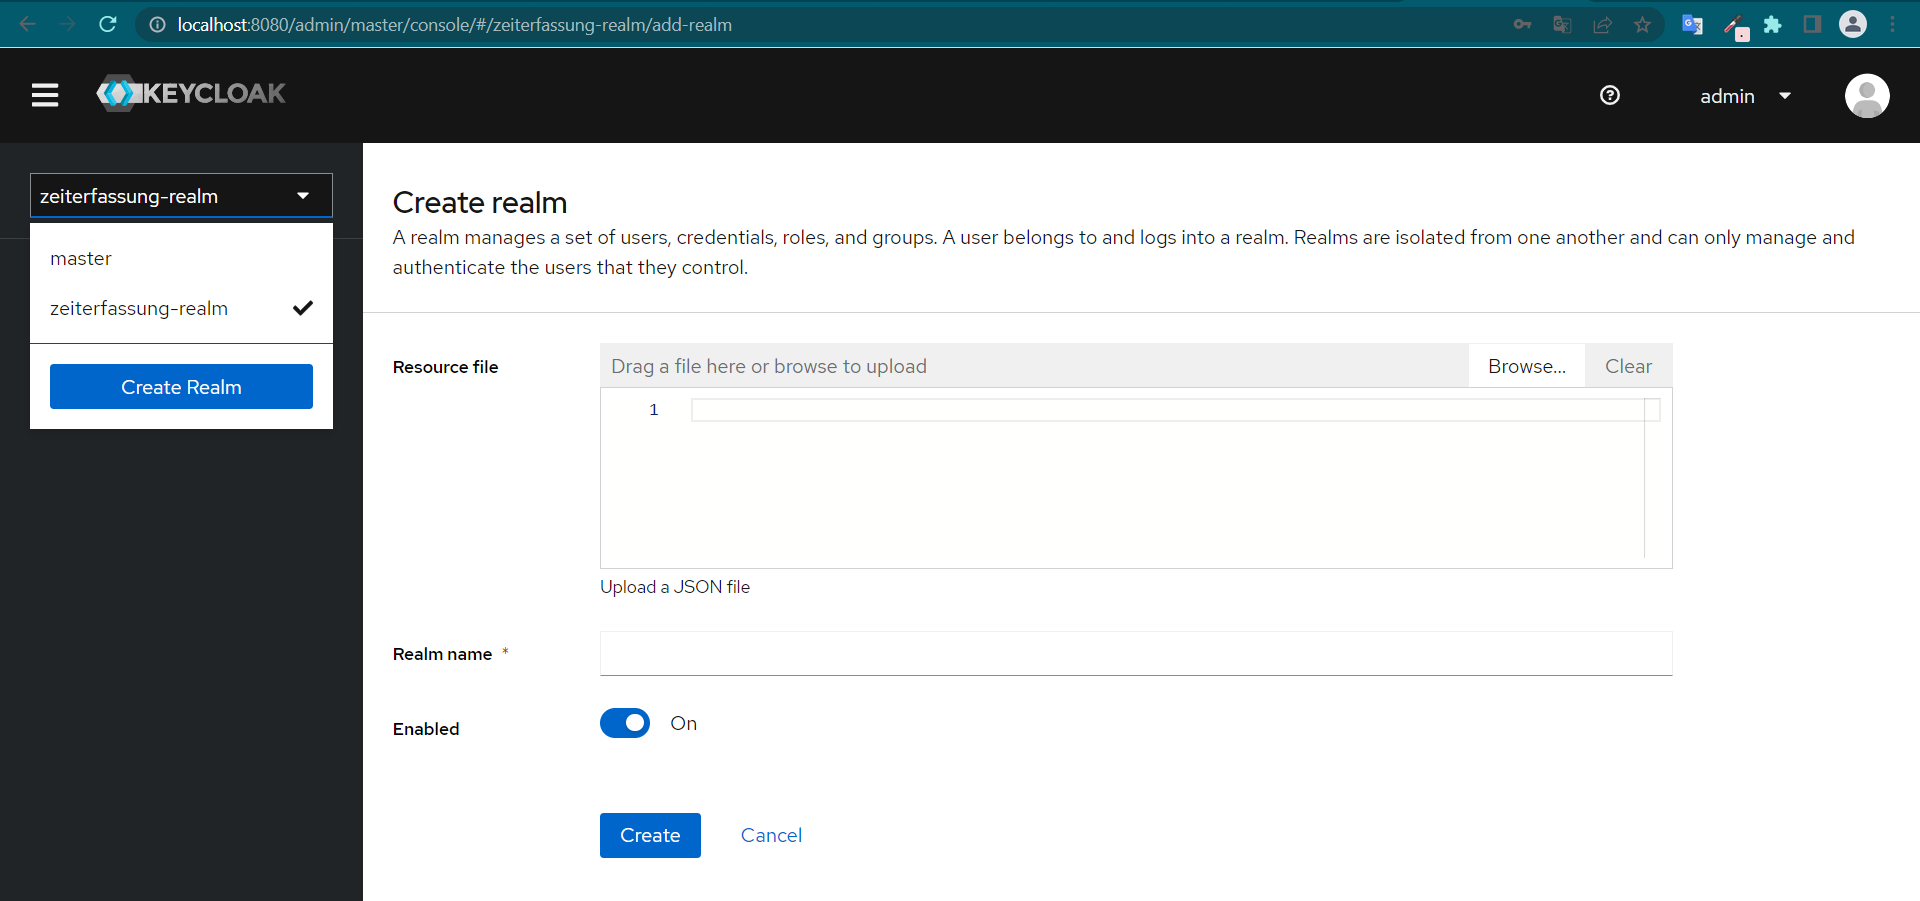 localhost:8080/admin/master/console/#/zeiterfassung-realm/add-realm
KEYCLOAK
admin
zeiterfassung-realm
master
zeiterfassung-realm
Create Realm
Create realm
A realm manages a set of users, credentials, roles, and groups. A user belongs to and logs into a realm. Realms are isolated from one another and can only manage and
authenticate the users that they control.
Resource file
Drag a file here or browse to upload
Browse...
Clear
1
Upload a JSON file
Realm name *
Enabled
On
Create
Cancel